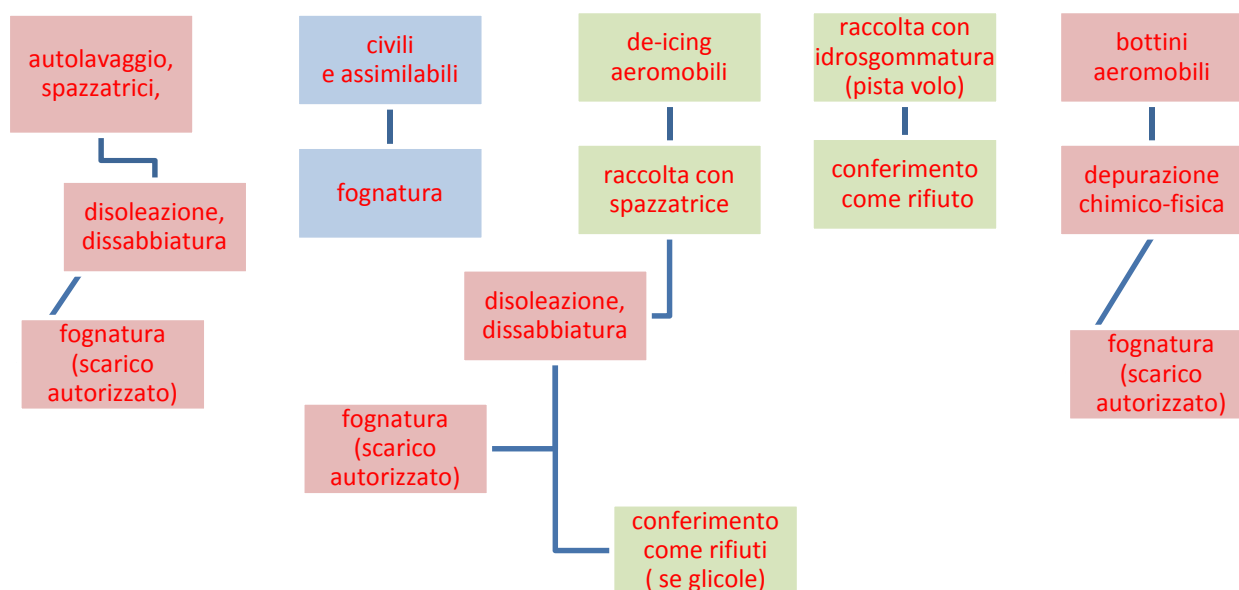 autolavaggio,
spazzatrici,
disoleazione,
dissabbiatura
fognatura
(scarico
autorizzato)
civili
e assimilabili
fognatura
de-icing
aeromobili
raccolta con
spazzatrice
disoleazione,
dissabbiatura
fognatura
(scarico
autorizzato)
conferimento
come rifiuti
( se glicole)
raccolta con
idrosgommatura
(pista volo)
conferimento
come rifiuto
bottini
aeromobili
depurazione
chimico-fisica
fognatura
(scarico
autorizzato)